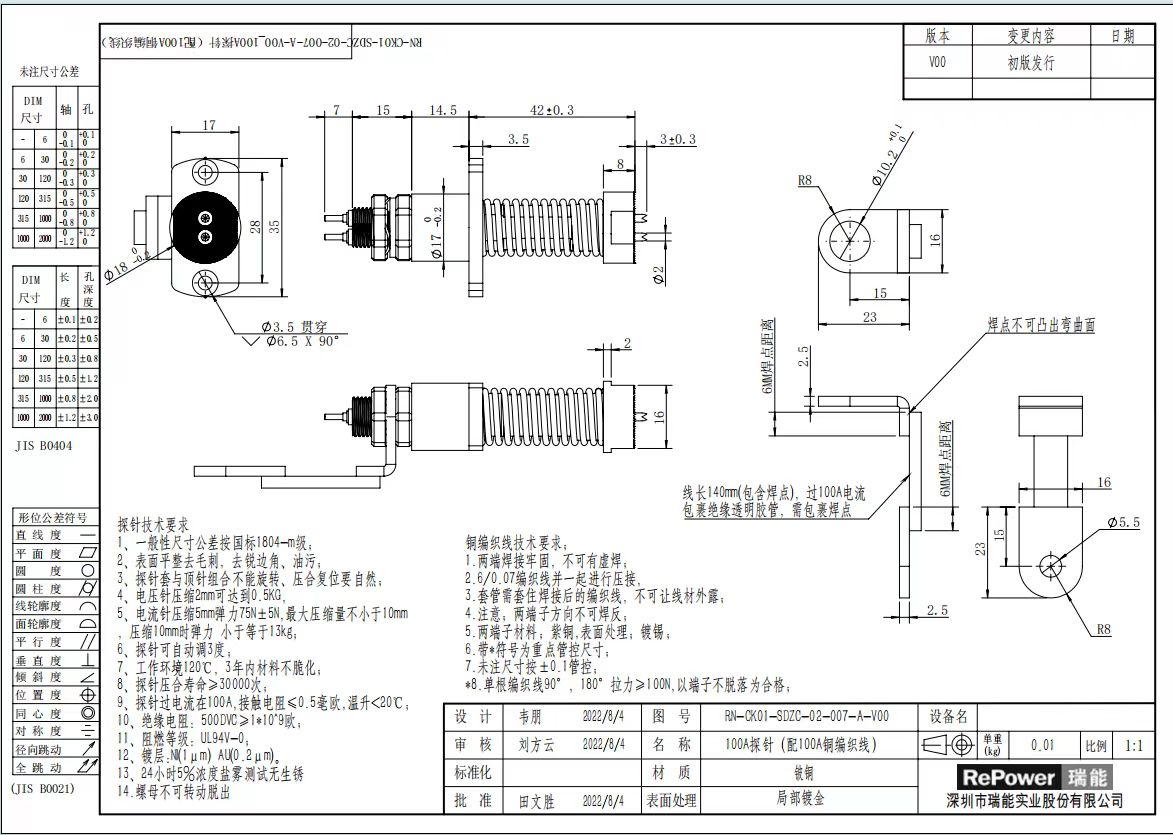 RN-CK01-SDZC-02-007-A-V00_100A探针（配100A铜编织线）
版本 变更内容 日期
V00 初版发行
未注尺寸公差
DIM 尺寸 轴 孔
- 6 0 -0.1 +0.1 0
6 30 0 -0.2 +0.2 0
30 120 0 -0.3 +0.3 0
120 315 0 -0.5 +0.5 0
315 1000 0 -0.8 +0.8 0
1000 2000 0 -1.2 +1.2 0
DIM 尺寸 长度 孔深度
- 6 ±0.1 ±0.2
6 30 ±0.2 ±0.5
30 120 ±0.3 ±0.8
120 315 ±0.5 ±1.2
315 1000 ±0.8 ±2.0
1000 2000 ±1.2 ±3.0
JIS B0404
形位公差符号
直线度
平面度
圆度
圆柱度
线轮廓度
面轮廓度
平行度
垂直度
倾斜度
位置度
同心度
对称度
径向跳动
全跳动
(JIS B0021)
17
28
35
Ø18 0 -0.2
Ø3.5 贯穿
Ø6.5 X 90°
7
15
14.5
42±0.3
3.5
3±0.3
8
Ø17 0 -0.2
Ø2
2
16
R8
Ø10.2 +0.1 0
16
15
23
焊点不可凸出弯曲面
6MM焊点距离
2.5
6MM焊点距离
线长140mm(包含焊点)，过100A电流
包裹绝缘透明胶管，需包裹焊点
2.5
16
Ø5.5
23
15
R8
探针技术要求
1、一般性尺寸公差按国标1804-m级；
2、表面平整去毛刺，去锐边角、油污；
3、探针套与顶针组合不能旋转、压合复位要自然；
4、电压针压缩2mm可达到0.5KG，
5、电流针压缩5mm弹力75N±5N,最大压缩量不小于10mm
，压缩10mm时弹力 小于等于13kg；
6、探针可自动调3度；
7、工作环境120℃，3年内材料不脆化；
8、探针压合寿命≥30000次；
9、探针过电流在100A,接触电阻≤0.5毫欧,温升<20℃；
10、绝缘电阻：500DVC≥1*10^9欧；
11、阻燃等级：UL94V-0；
12、镀层:Ni(1μm) AU(0.2μm)。
13、24小时5%浓度盐雾测试无生锈
14.螺母不可转动脱出
铜编织线技术要求；
1.两端焊接牢固，不可有虚焊；
2.6/0.07编织线并一起进行压接，
3.套管需套住焊接后的编织线，不可让线材外露；
4.注意；两端子方向不可焊反；
5.两端子材料；紫铜,表面处理；镀锡；
6.带*符号为重点管控尺寸；
7.未注尺寸按±0.1管控；
*8.单根编织线90°，180°拉力≥100N,以端子不脱落为合格；
设计 韦朋 2022/8/4 图号 RN-CK01-SDZC-02-007-A-V00 设备名
审核 刘方云 2022/8/4 名称 100A探针（配100A铜编织线） 单重(kg) 0.01 比例 1:1
标准化 材质 铍铜
批准 田文胜 2022/8/4 表面处理 局部镀金
RePower 瑞能
深圳市瑞能实业股份有限公司